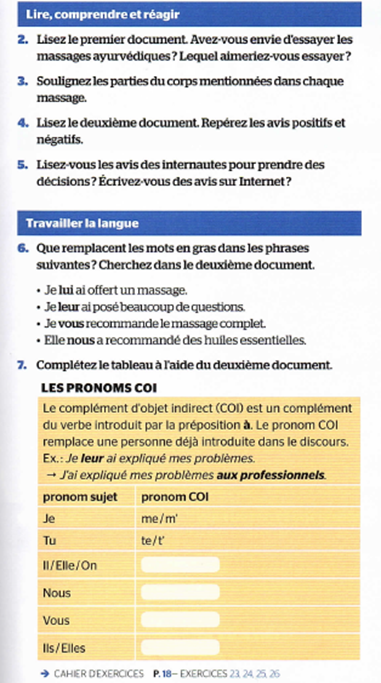 Lire, comprendre et réagir
2. Lisez le premier document. Avez-vous envie d'essayer les
massages ayurvédiques ? Lequel aimeriez-vous essayer ?
3. Soulignez les parties du corps mentionnées dans chaque
massage.
4. Lisez le deuxième document. Repérez les avis positifs et
négatifs.
5. Lisez-vous les avis des internautes pour prendre des
décisions ? Écrivez-vous des avis sur Internet ?
Travailler la langue
6. Que remplacent les mots en gras dans les phrases
suivantes ? Cherchez dans le deuxième document.
• Je lui ai offert un massage.
• Je leur ai posé beaucoup de questions.
• Je vous recommande le massage complet.
• Elle nous a recommandé des huiles essentielles.
7. Complétez le tableau à l'aide du deuxième document.
LES PRONOMS COI
Le complément d'objet indirect (COI) est un complément
du verbe introduit par la préposition à. Le pronom COI
remplace une personne déjà introduite dans le discours.
Ex. : Je leur ai expliqué mes problèmes.
→ J'ai expliqué mes problèmes aux professionnels.
pronom sujet pronom COI
Je me / m'
Tu te / t'
Il / Elle / On
Nous
Vous
Ils / Elles
→ CAHIER D'EXERCICES P. 18 – EXERCICES 23, 24, 25, 26